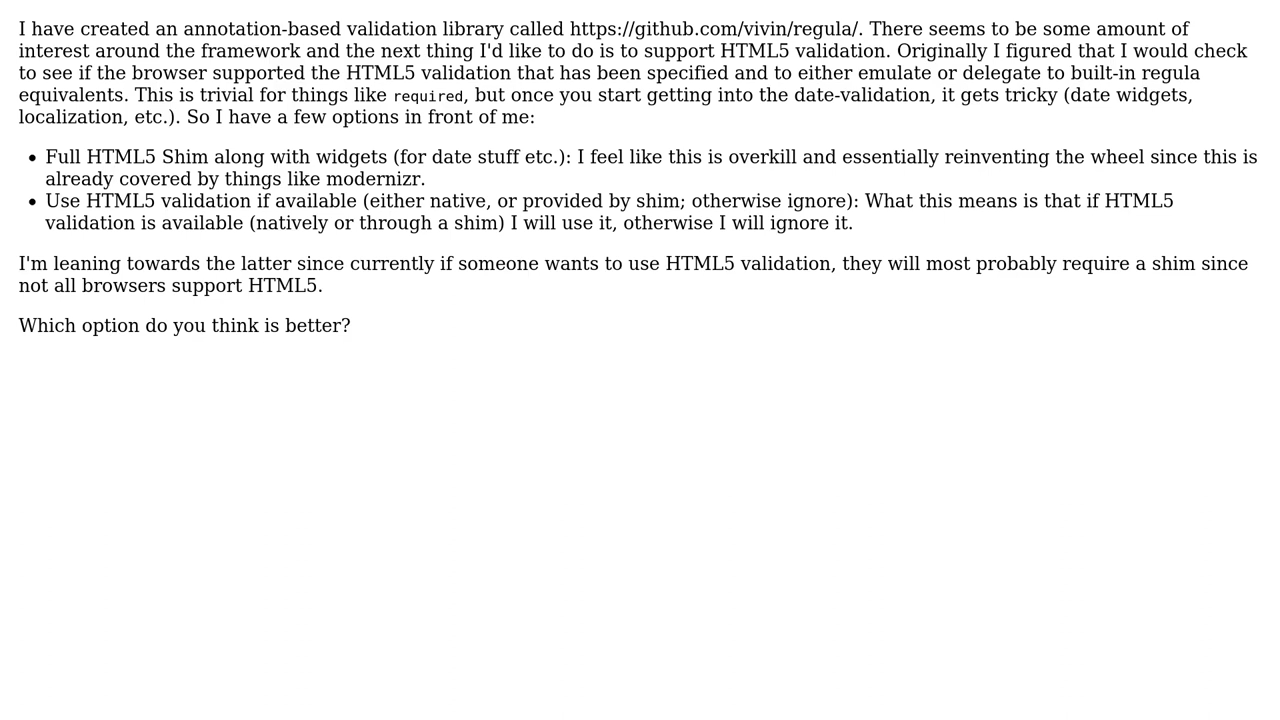 I have created an annotation-based validation library called https://github.com/vivin/regula/. There seems to be some amount of
interest around the framework and the next thing I'd like to do is to support HTML5 validation. Originally I figured that I would check
to see if the browser supported the HTML5 validation that has been specified and to either emulate or delegate to built-in regula
equivalents. This is trivial for things like required, but once you start getting into the date-validation, it gets tricky (date widgets,
localization, etc.). So I have a few options in front of me:
• Full HTML5 Shim along with widgets (for date stuff etc.): I feel like this is overkill and essentially reinventing the wheel since this is
already covered by things like modernizr.
• Use HTML5 validation if available (either native, or provided by shim; otherwise ignore): What this means is that if HTML5
validation is available (natively or through a shim) I will use it, otherwise I will ignore it.
I'm leaning towards the latter since currently if someone wants to use HTML5 validation, they will most probably require a shim since
not all browsers support HTML5.
Which option do you think is better?